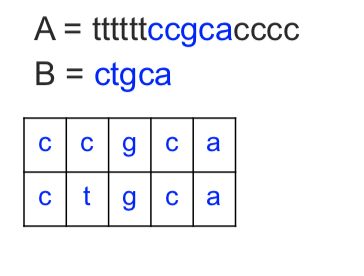 A = ttttttccgcacccc
B = ctgca
c c g c a
c t g c a